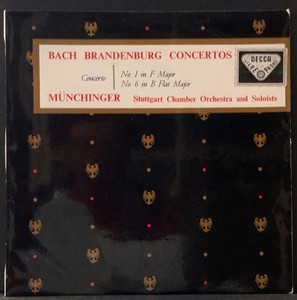 BACH BRANDENBURG CONCERTOS
Concerto
No 1 in F Major
No 6 in B Flat Major
DECCA
MÜNCHINGER Stuttgart Chamber Orchestra and Soloists